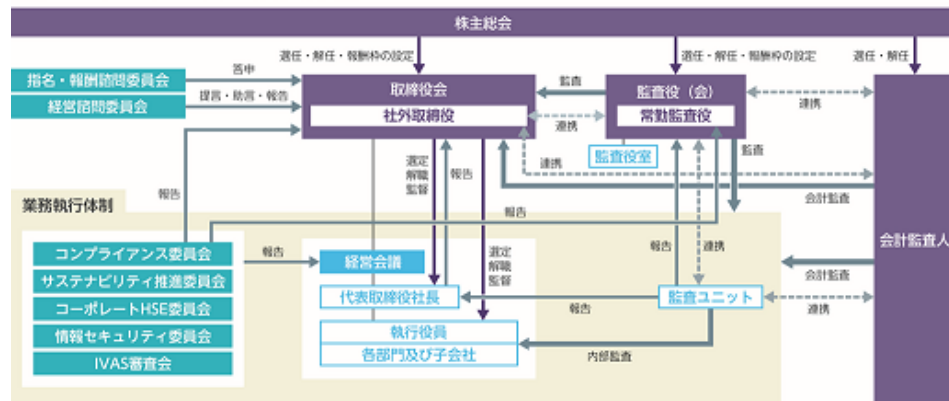 株主総会
選任・解任・報酬枠の設定
選任・解任・報酬枠の設定
選任・解任
指名・報酬諮問委員会
答申
経営諮問委員会
提言・助言・報告
取締役会
社外取締役
監査
連携
監査役（会）
常勤監査役
連携
監査役室
監査
選定
解職
監督
報告
連携
会計監査
報告
業務執行体制
報告
コンプライアンス委員会
サステナビリティ推進委員会
コーポレートHSE委員会
情報セキュリティ委員会
IVAS審査会
報告
経営会議
選定
解職
監督
代表取締役社長
報告
執行役員
各部門及び子会社
内部監査
報告
連携
監査ユニット
会計監査
連携
会計監査人